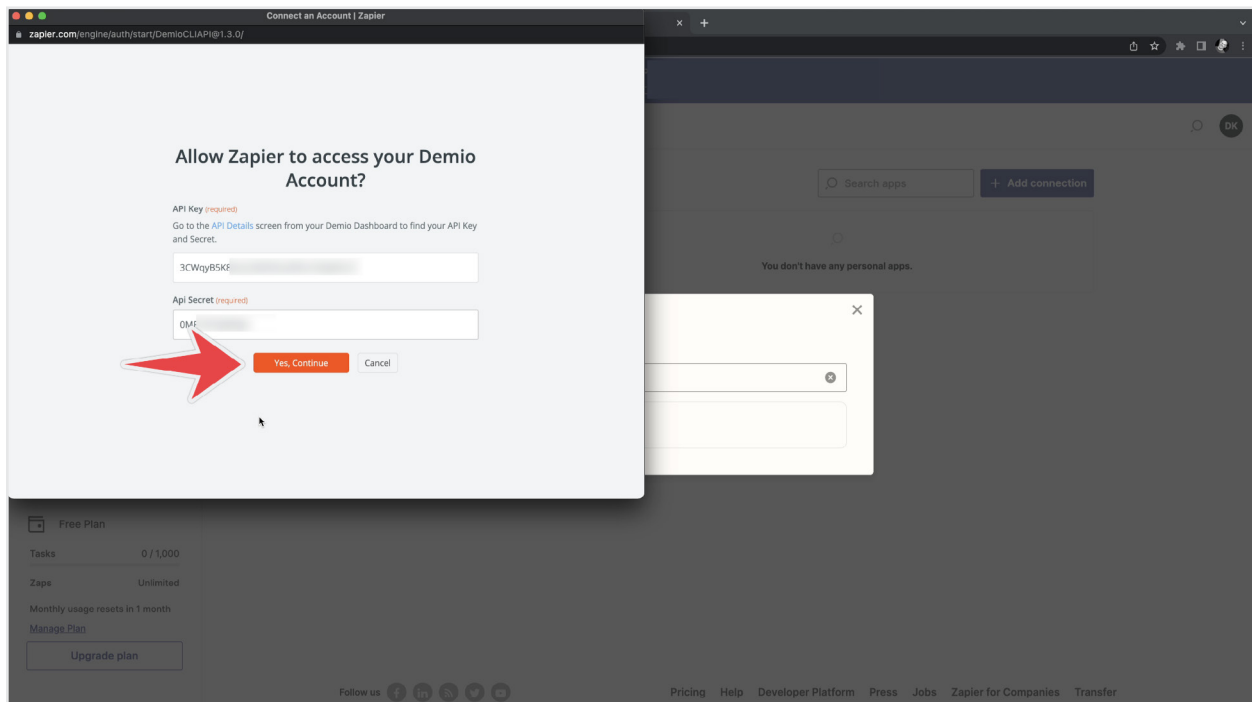 Connect an Account | Zapier
zapier.com/engine/auth/start/DemioCLIAPI@1.3.0/
Allow Zapier to access your Demio
Account?
API Key (required)
Go to the API Details screen from your Demio Dashboard to find your API Key
and Secret.
3CWqyB5K
Api Secret (required)
Yes, Continue
Cancel
DK
Search apps
+ Add connection
You don't have any personal apps.
Free Plan
Tasks 0 / 1,000
Zaps Unlimited
Monthly usage resets in 1 month
Manage Plan
Upgrade plan
Follow us
Pricing Help Developer Platform Press Jobs Zapier for Companies Transfer